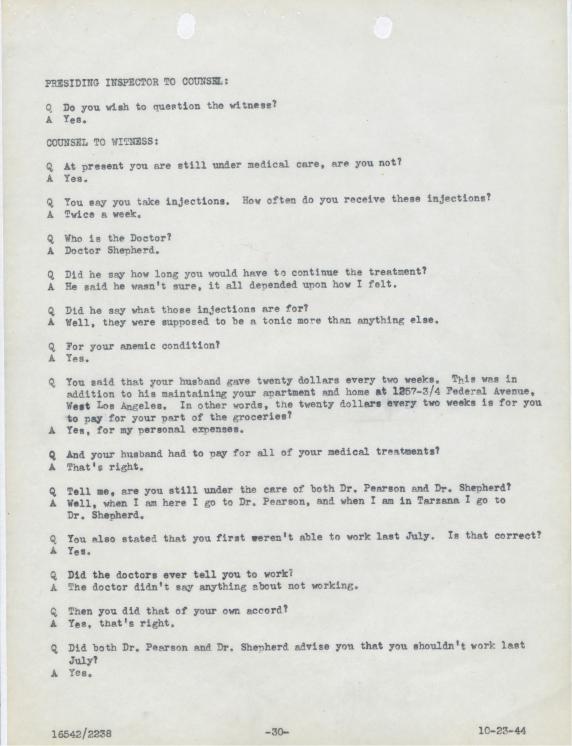 PRESIDING INSPECTOR TO COUNSEL:
Q Do you wish to question the witness?
A Yes.
COUNSEL TO WITNESS:
Q At present you are still under medical care, are you not?
A Yes.
Q You say you take injections. How often do you receive these injections?
A Twice a week.
Q Who is the Doctor?
A Doctor Shepherd.
Q Did he say how long you would have to continue the treatment?
A He said he wasn't sure, it all depended upon how I felt.
Q Did he say what those injections are for?
A Well, they were supposed to be a tonic more than anything else.
Q For your anemic condition?
A Yes.
Q You said that your husband gave twenty dollars every two weeks. This was in
addition to his maintaining your apartment and home at 1257-3/4 Federal Avenue,
West Los Angeles. In other words, the twenty dollars every two weeks is for you
to pay for your part of the groceries?
A Yes, for my personal expenses.
Q And your husband had to pay for all of your medical treatments?
A That's right.
Q Tell me, are you still under the care of both Dr. Pearson and Dr. Shepherd?
A Well, when I am here I go to Dr. Pearson, and when I am in Tarzana I go to
Dr. Shepherd.
Q You also stated that you first weren't able to work last July. Is that correct?
A Yes.
Q Did the doctors ever tell you to work?
A The doctor didn't say anything about not working.
Q Then you did that of your own accord?
A Yes, that's right.
Q Did both Dr. Pearson and Dr. Shepherd advise you that you shouldn't work last
July?
A Yes.
16542/2238 -30- 10-23-44